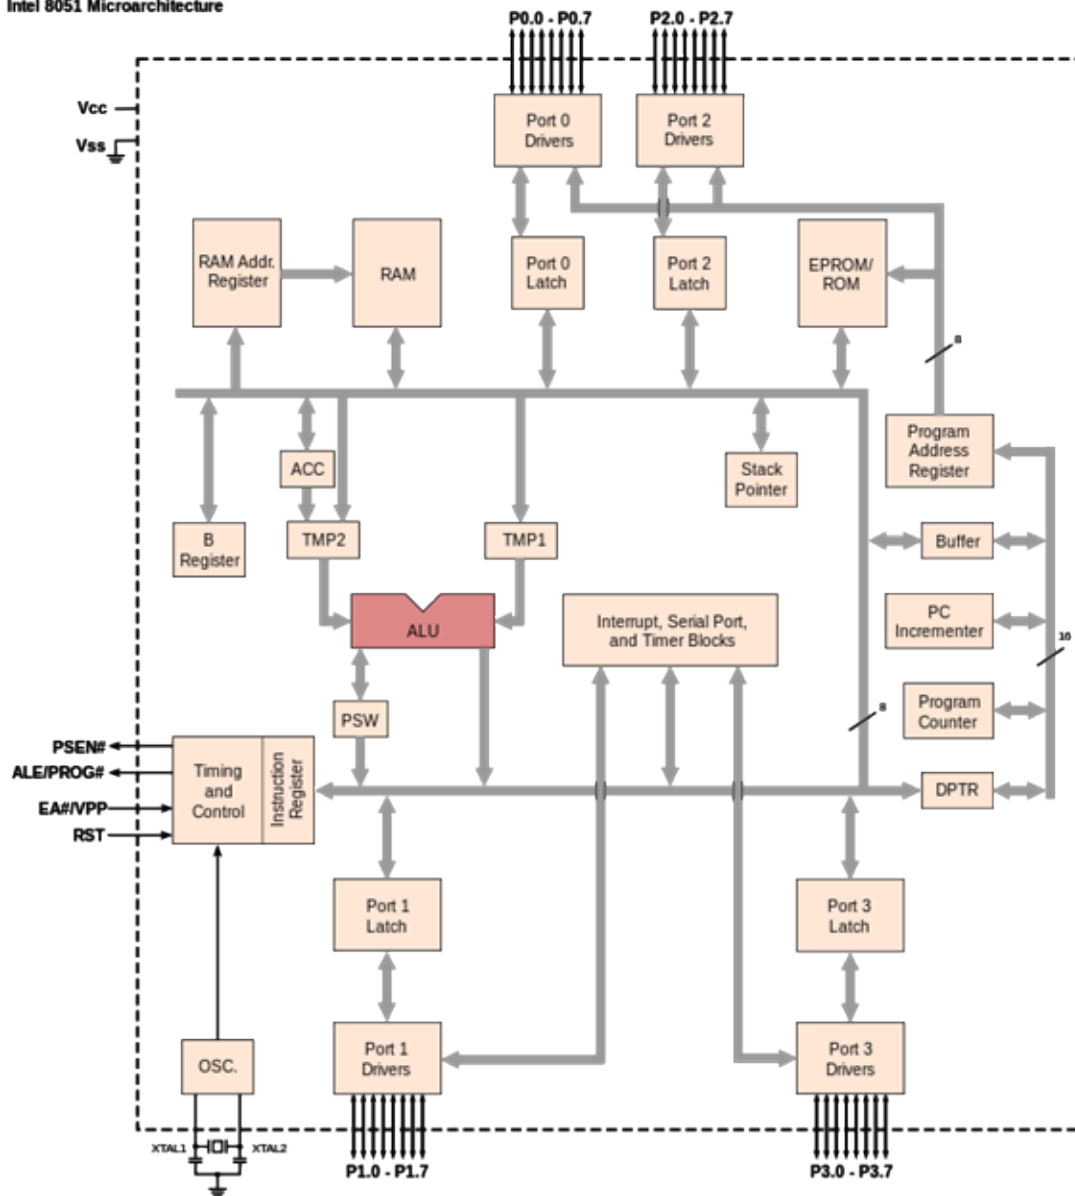 Intel 8051 Microarchitecture
P0.0 - P0.7
P2.0 - P2.7
Vcc
Vss
Port 0
Drivers
Port 2
Drivers
RAM Addr.
Register
RAM
Port 0
Latch
Port 2
Latch
EPROM/
ROM
8
Program
Address
Register
ACC
Stack
Pointer
B
Register
TMP2
TMP1
Buffer
ALU
Interrupt, Serial Port,
and Timer Blocks
PC
Incrementer
16
PSW
8
Program
Counter
PSEN#
ALE/PROG#
EA#/VPP
RST
Timing
and
Control
Instruction
Register
DPTR
Port 1
Latch
Port 3
Latch
OSC.
Port 1
Drivers
Port 3
Drivers
XTAL1
XTAL2
P1.0 - P1.7
P3.0 - P3.7